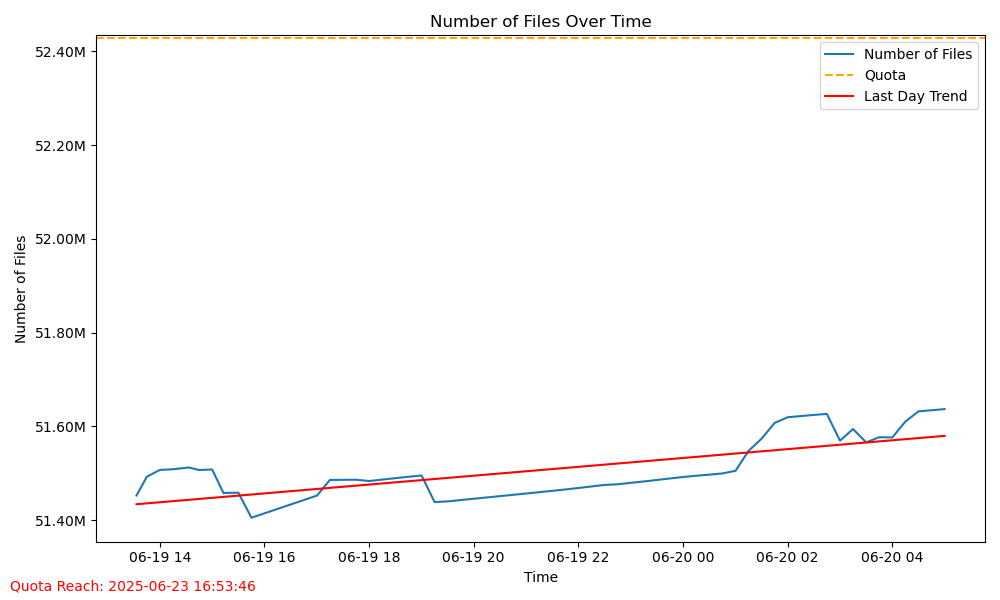 Number of Files Over Time
Number of Files
Quota
Last Day Trend
52.40M
52.20M
52.00M
51.80M
51.60M
51.40M
Number of Files
06-19 14
06-19 16
06-19 18
06-19 20
06-19 22
06-20 00
06-20 02
06-20 04
Time
Quota Reach: 2025-06-23 16:53:46